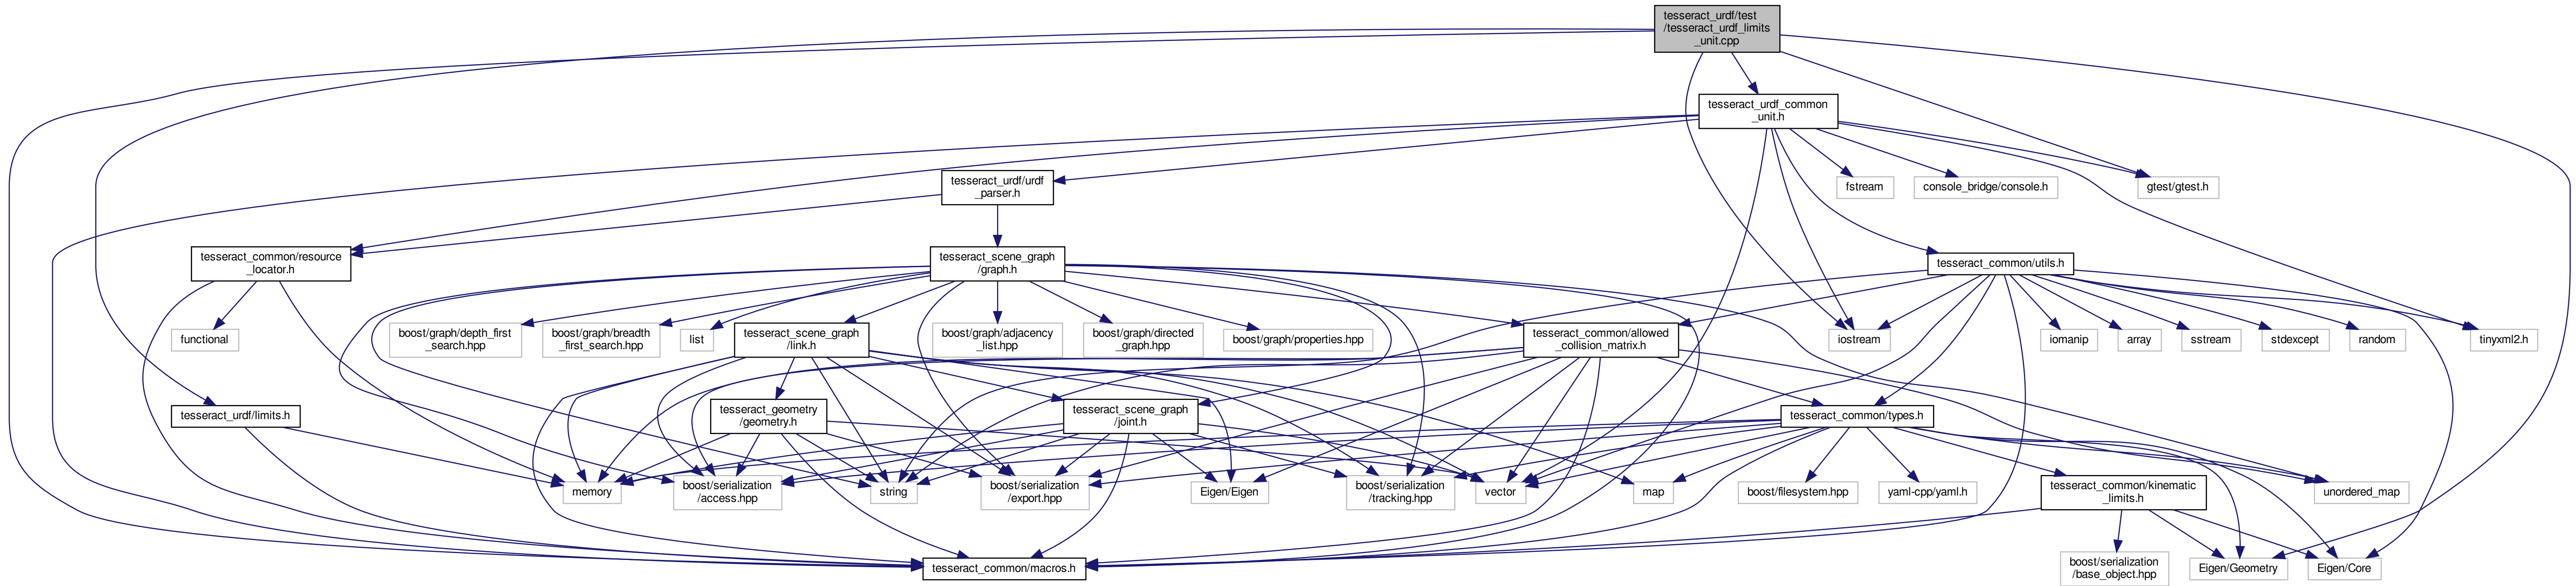 tesseract_urdf/test
/tesseract_urdf_limits
_unit.cpp
tesseract_urdf_common
_unit.h
tesseract_urdf/urdf
_parser.h
fstream
console_bridge/console.h
gtest/gtest.h
tesseract_common/resource
_locator.h
tesseract_scene_graph
/graph.h
tesseract_common/utils.h
functional
boost/graph/depth_first
_search.hpp
boost/graph/breadth
_first_search.hpp
list
tesseract_scene_graph
/link.h
boost/graph/adjacency
_list.hpp
boost/graph/directed
_graph.hpp
boost/graph/properties.hpp
tesseract_common/allowed
_collision_matrix.h
iostream
iomanip
array
sstream
stdexcept
random
tinyxml2.h
tesseract_urdf/limits.h
tesseract_geometry
/geometry.h
tesseract_scene_graph
/joint.h
tesseract_common/types.h
memory
boost/serialization
/access.hpp
string
boost/serialization
/export.hpp
Eigen/Eigen
boost/serialization
/tracking.hpp
vector
map
boost/filesystem.hpp
yaml-cpp/yaml.h
tesseract_common/kinematic
_limits.h
unordered_map
tesseract_common/macros.h
boost/serialization
/base_object.hpp
Eigen/Geometry
Eigen/Core